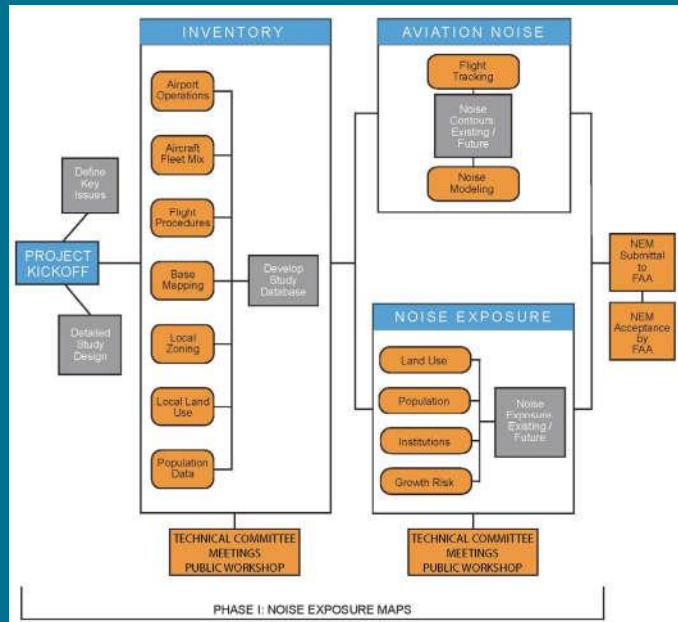 INVENTORY
AVIATION NOISE
Airport
Operations
Aircraft
Fleet Mix
Flight
Procedures
Base
Mapping
Local
Zoning
Local Land
Use
Population
Data
Define
Key
Issues
PROJECT
KICKOFF
Detailed
Study
Design
Develop
Study
Database
Flight
Tracking
Noise
Contours
Existing /
Future
Noise
Modeling
NOISE EXPOSURE
Land Use
Population
Institutions
Growth Risk
Noise
Exposure
Existing /
Future
NEM
Submittal
to
FAA
NEM
Acceptance
by
FAA
TECHNICAL COMMITTEE
MEETINGS
PUBLIC WORKSHOP
TECHNICAL COMMITTEE
MEETINGS
PUBLIC WORKSHOP
PHASE I: NOISE EXPOSURE MAPS